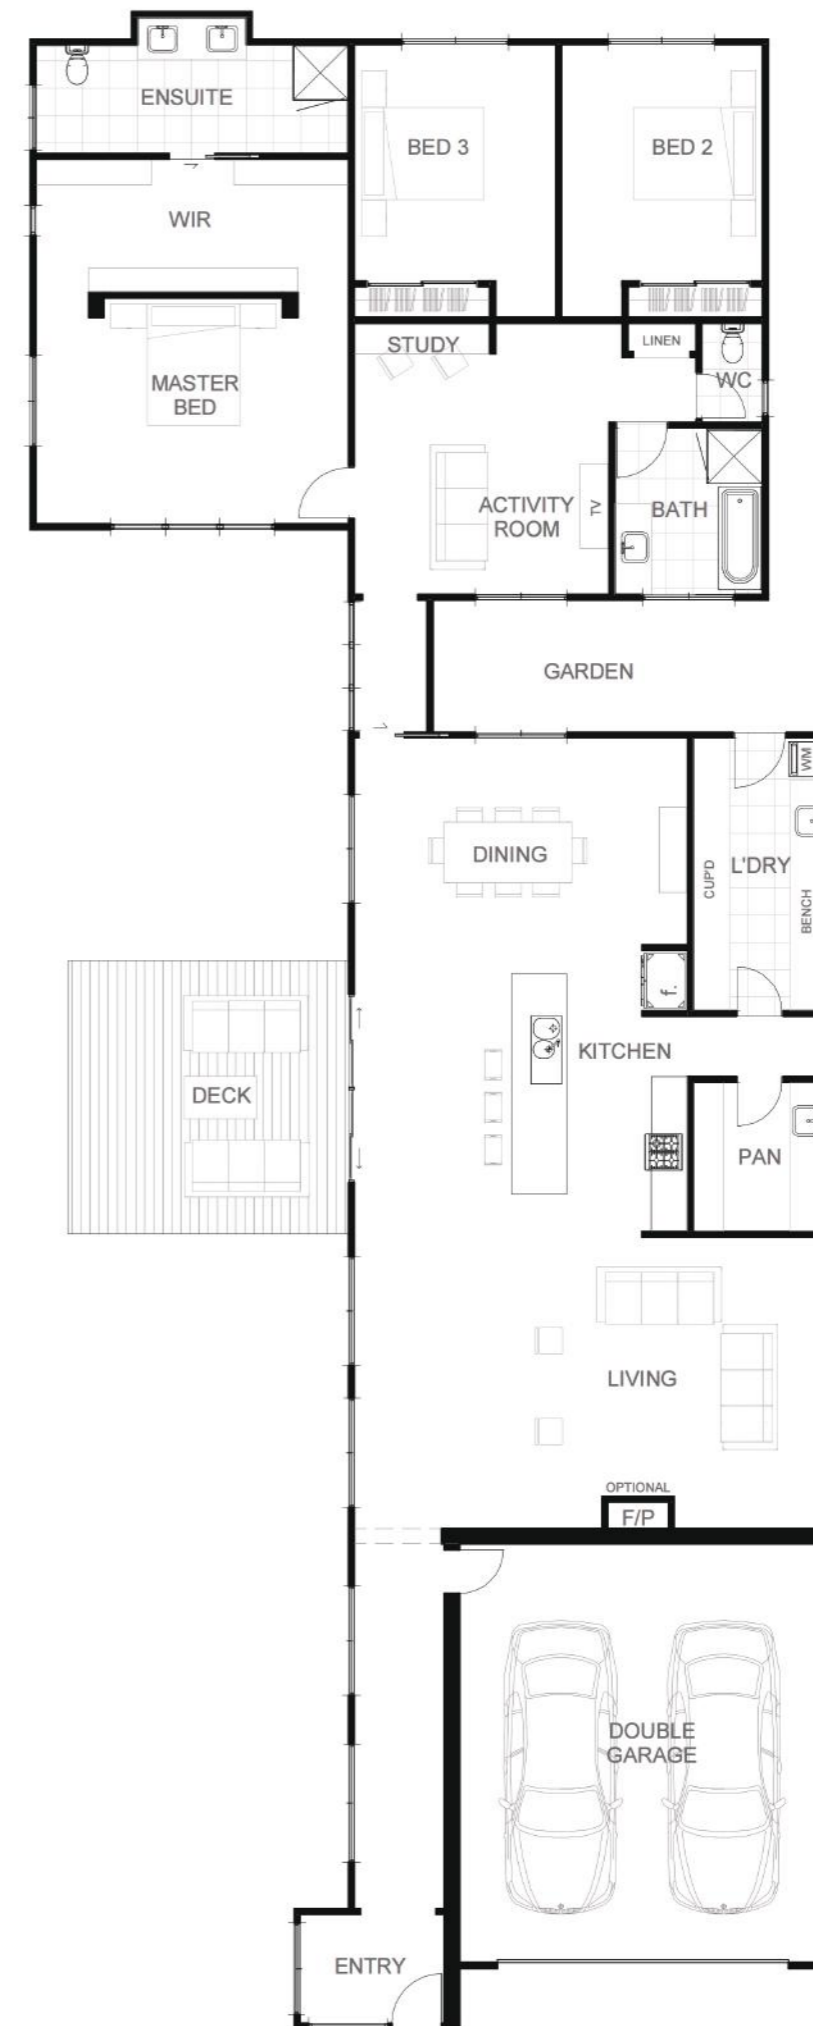 ENSUITE
BED 3
BED 2
WIR
STUDY
LINEN
WC
MASTER
BED
ACTIVITY
ROOM
TV
BATH
GARDEN
WM
DINING
CUP'D
L'DRY
BENCH
f.
KITCHEN
DECK
PAN
LIVING
OPTIONAL
F/P
DOUBLE
GARAGE
ENTRY